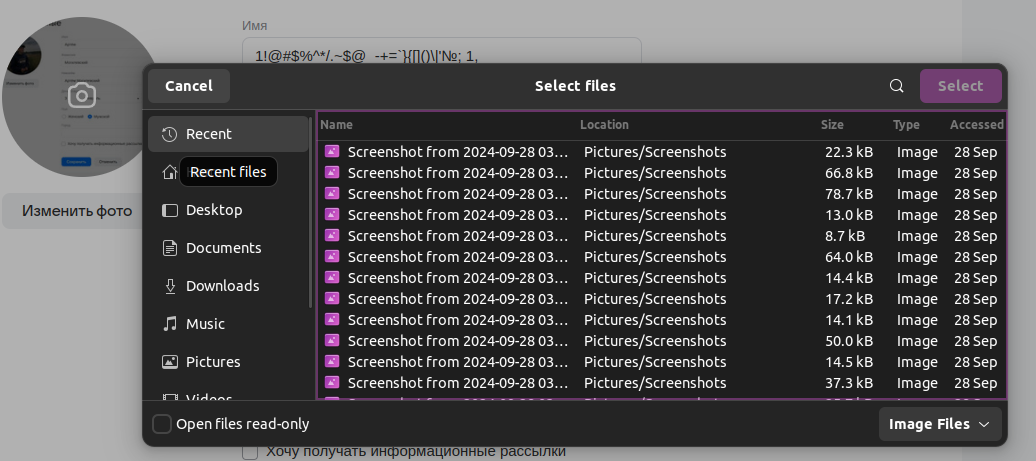 Имя
1!@#$%^*/.~$@_-+=`}{[]()\|'№; 1,
Изменить фото
Cancel
Select files
Select
Name Location Size Type Accessed
Recent
Recent files
Desktop
Documents
Downloads
Music
Pictures
Videos
Screenshot from 2024-09-28 03… Pictures/Screenshots 22.3 kB Image 28 Sep
Screenshot from 2024-09-28 03… Pictures/Screenshots 66.8 kB Image 28 Sep
Screenshot from 2024-09-28 03… Pictures/Screenshots 78.7 kB Image 28 Sep
Screenshot from 2024-09-28 03… Pictures/Screenshots 13.0 kB Image 28 Sep
Screenshot from 2024-09-28 03… Pictures/Screenshots 8.7 kB Image 28 Sep
Screenshot from 2024-09-28 03… Pictures/Screenshots 64.0 kB Image 28 Sep
Screenshot from 2024-09-28 03… Pictures/Screenshots 14.4 kB Image 28 Sep
Screenshot from 2024-09-28 03… Pictures/Screenshots 17.2 kB Image 28 Sep
Screenshot from 2024-09-28 03… Pictures/Screenshots 14.1 kB Image 28 Sep
Screenshot from 2024-09-28 03… Pictures/Screenshots 50.0 kB Image 28 Sep
Screenshot from 2024-09-28 03… Pictures/Screenshots 14.5 kB Image 28 Sep
Screenshot from 2024-09-28 03… Pictures/Screenshots 37.3 kB Image 28 Sep
Open files read-only
Image Files
Хочу получать информационные рассылки